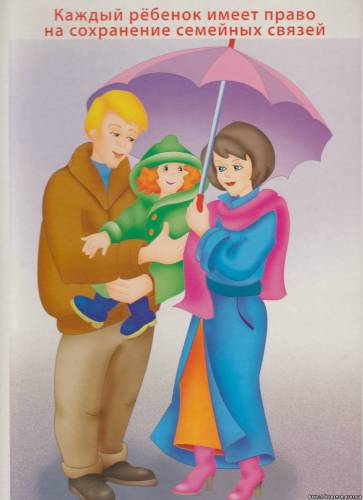 Каждый рёбенок имеет право
на сохранение семейных связей